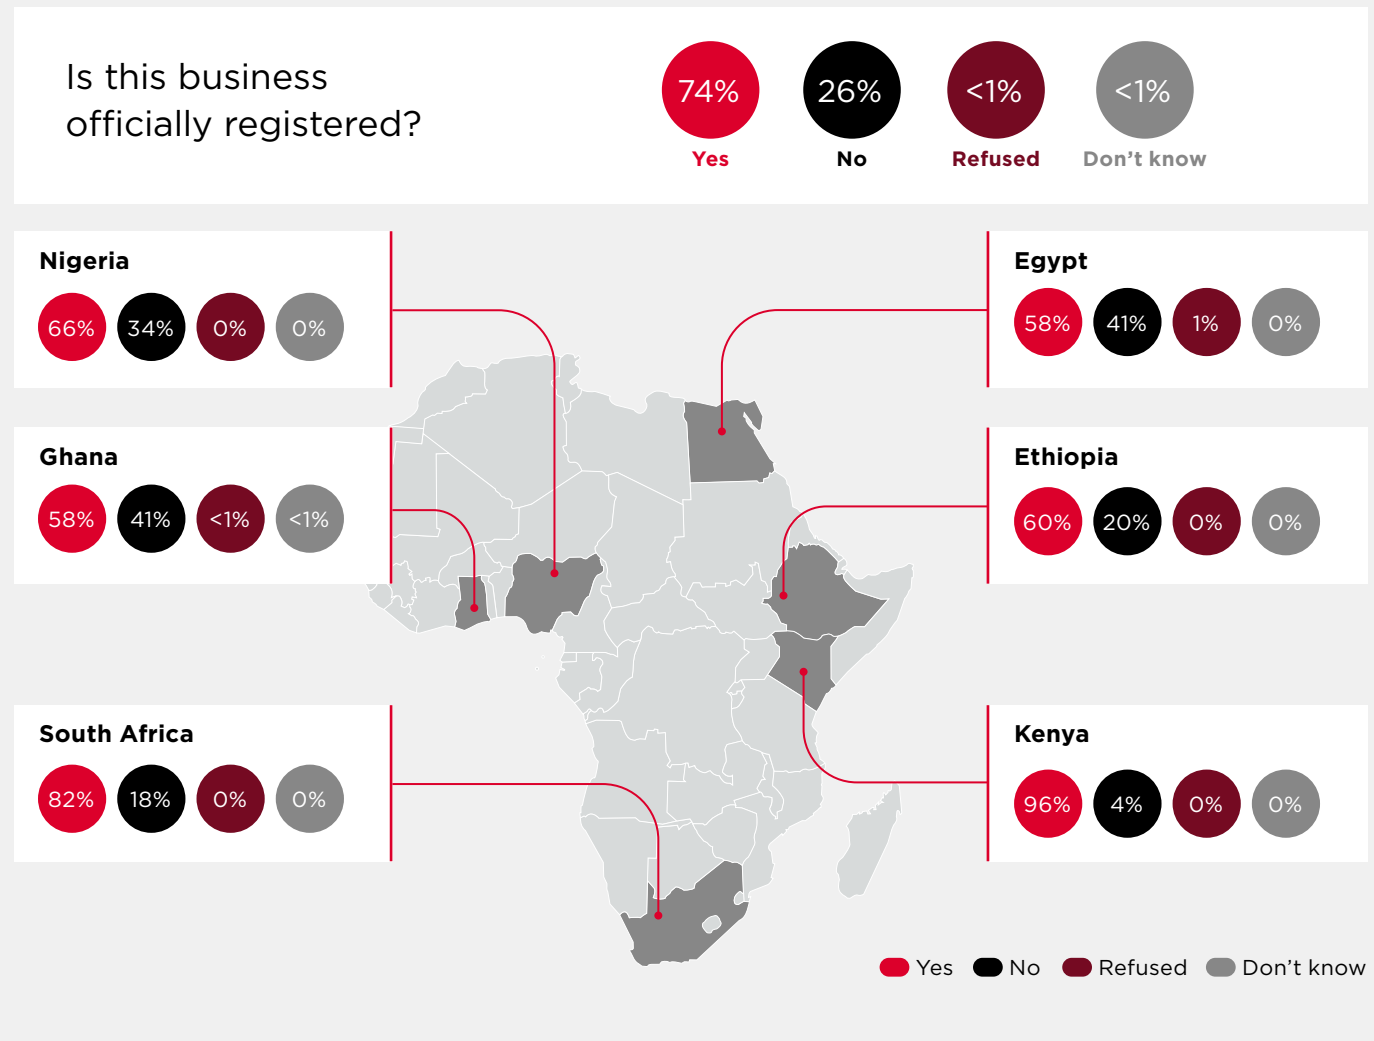 Is this business
officially registered?
74% 26% <1% <1%
Yes No Refused Don't know
Nigeria
66% 34% 0% 0%
Ghana
58% 41% <1% <1%
South Africa
82% 18% 0% 0%
Egypt
58% 41% 1% 0%
Ethiopia
60% 20% 0% 0%
Kenya
96% 4% 0% 0%
Yes No Refused Don't know